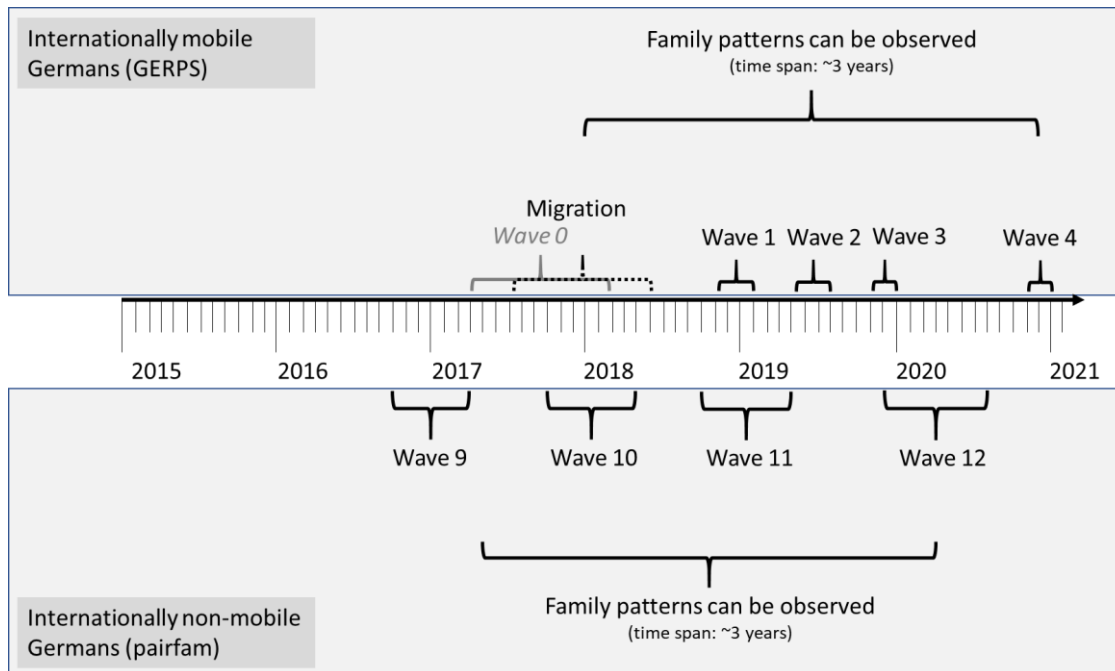 Internationally mobile
Germans (GERPS)
Family patterns can be observed
(time span: ~3 years)
Migration
Wave 0
Wave 1
Wave 2
Wave 3
Wave 4
2015
2016
2017
2018
2019
2020
2021
Wave 9
Wave 10
Wave 11
Wave 12
Family patterns can be observed
(time span: ~3 years)
Internationally non-mobile
Germans (pairfam)